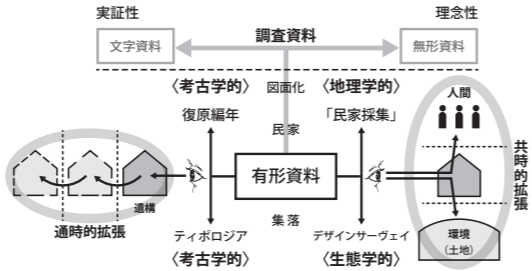 実証性
理念性
文字資料
調査資料
無形資料
〈考古学的〉
図面化
〈地理学的〉
復原編年
「民家採集」
人間
民家
有形資料
共時的拡張
遺構
通時的拡張
集落
ティポロジア
デザインサーヴェイ
環境
(土地)
〈考古学的〉
〈生態学的〉